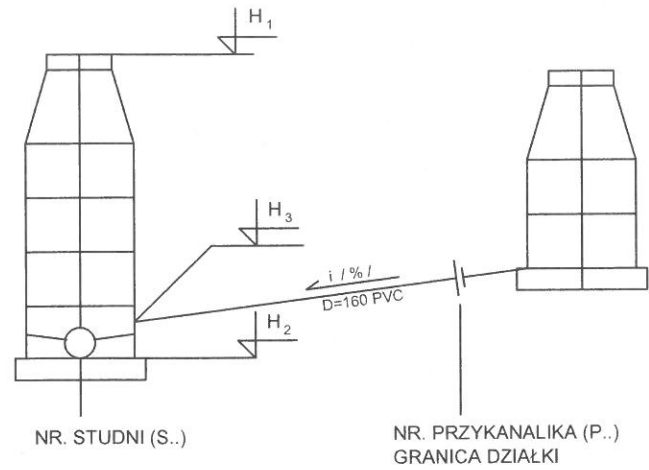 H1
H3
i /%/
D=160 PVC
H2
NR. STUDNI (S..)
NR. PRZYKANALIKA (P..)
GRANICA DZIAŁKI